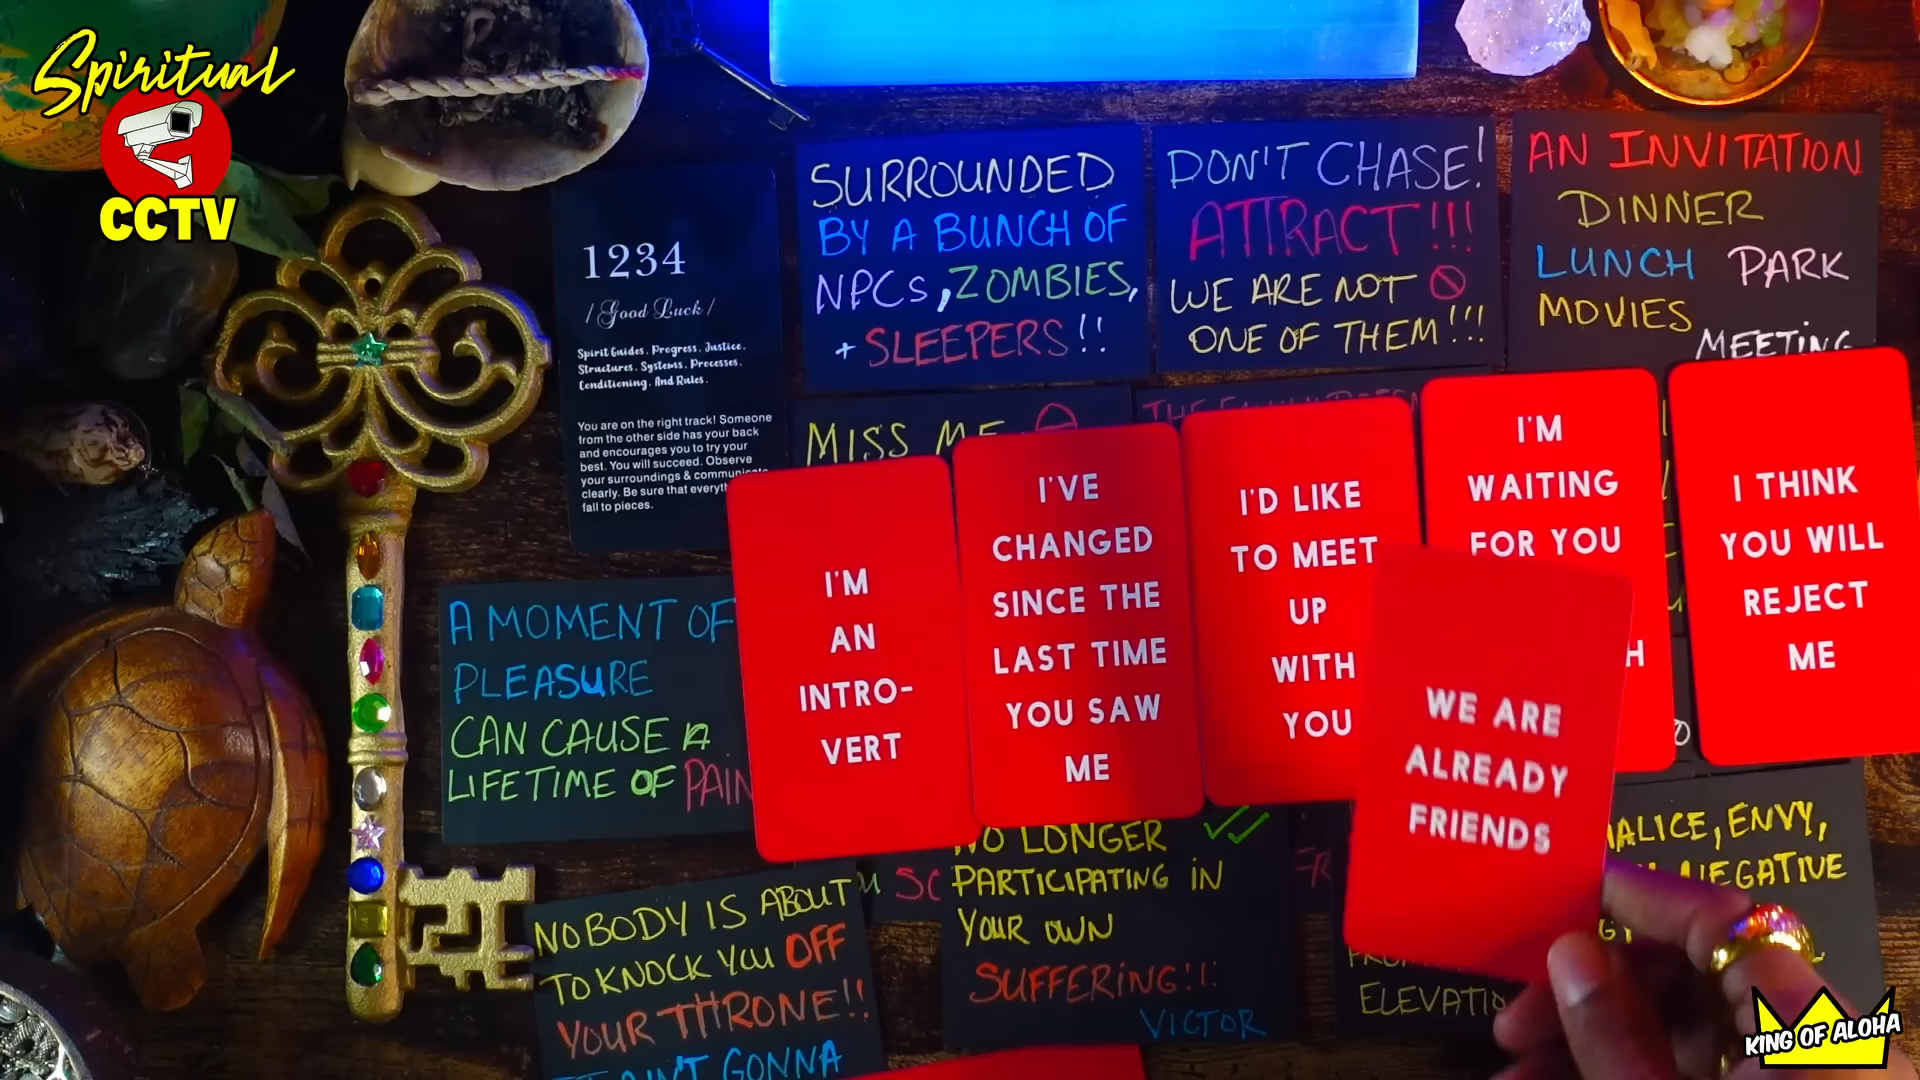 Spiritual
CCTV
1234
/Good Luck/
Spirit Guides. Progress. Justice.
Structures. Systems. Processes.
Conditioning. And Rules.
You are on the right track! Someone
from the other side has your back
and encourages you to try your
best. You will succeed. Observe
your surroundings &
clearly. Be sure that
fall to pieces.
SURROUNDED
BY A BUNCH OF
NPCs, ZOMBIES,
+ SLEEPERS!!
DON'T CHASE!
ATTRACT!!!
WE ARE NOT
ONE OF THEM!!!
AN INVITATION
DINNER
LUNCH PARK
MOVIES
MEETING
MISS ME
A MOMENT OF
PLEASURE
CAN CAUSE A
LIFETIME OF PAIN
I'M
AN
INTRO-
VERT
I'VE
CHANGED
SINCE THE
LAST TIME
YOU SAW
ME
I'D LIKE
TO MEET
UP
WITH
YOU
I'M
WAITING
FOR YOU
I THINK
YOU WILL
REJECT
ME
WE ARE
ALREADY
FRIENDS
NOBODY IS ABOUT
TO KNOCK YOU OFF
YOUR THRONE!!
AIN'T GONNA
NO LONGER
PARTICIPATING IN
YOUR OWN
SUFFERING!!
VICTOR
MALICE, ENVY,
NEGATIVE
KING OF ALOHA